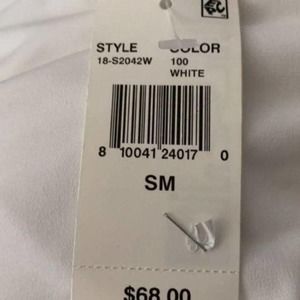 STYLE COLOR
18-S2042W 100
WHITE
8 10041 24017 0
SM
$68.00